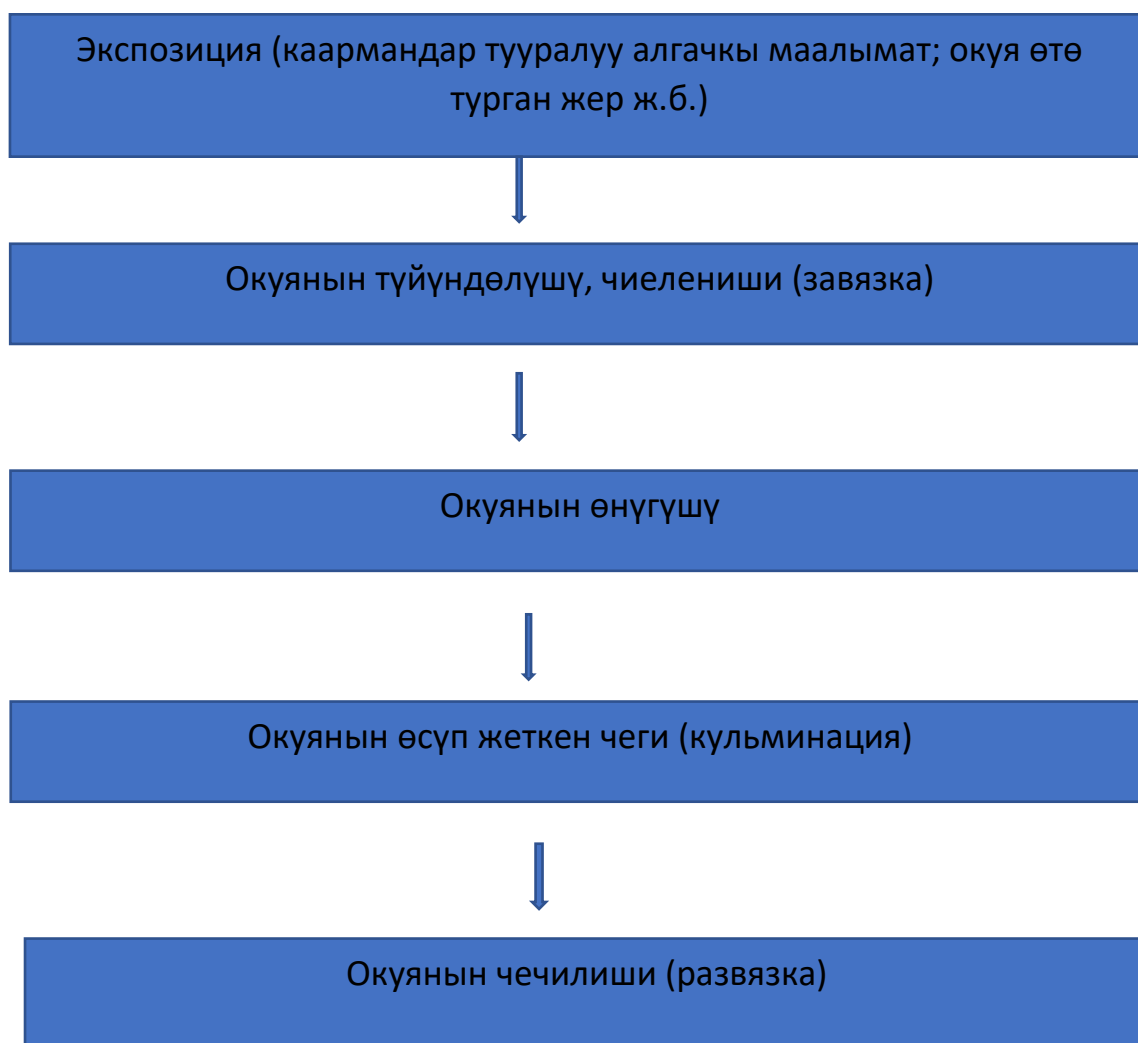 Экспозиция (каармандар тууралуу алгачкы маалымат; окуя өтө
турган жер ж.б.)
Окуянын түйүндөлүшү, чиелениши (завязка)
Окуянын өнүгүшү
Окуянын өсүп жеткен чеги (кульминация)
Окуянын чечилиши (развязка)